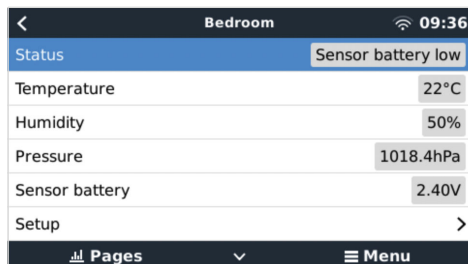 Bedroom 09:36
Status Sensor battery low
Temperature 22°C
Humidity 50%
Pressure 1018.4hPa
Sensor battery 2.40V
Setup
Pages Menu